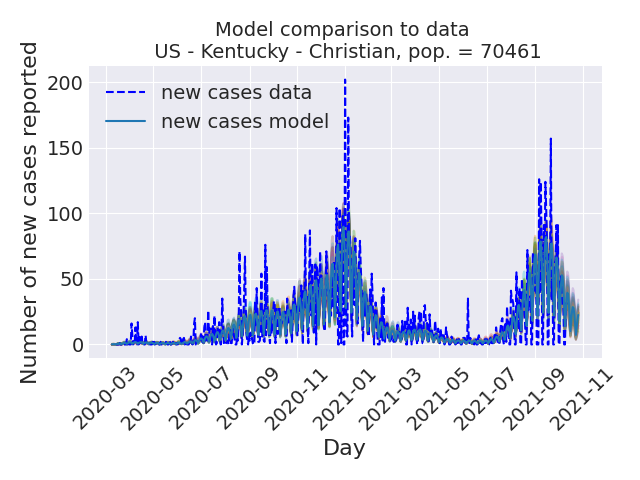 Model comparison to data
US - Kentucky - Christian, pop. = 70461
new cases data
new cases model
Number of new cases reported
200
150
100
50
0
2020-03
2020-05
2020-07
2020-09
2020-11
2021-01
2021-03
2021-05
2021-07
2021-09
2021-11
Day